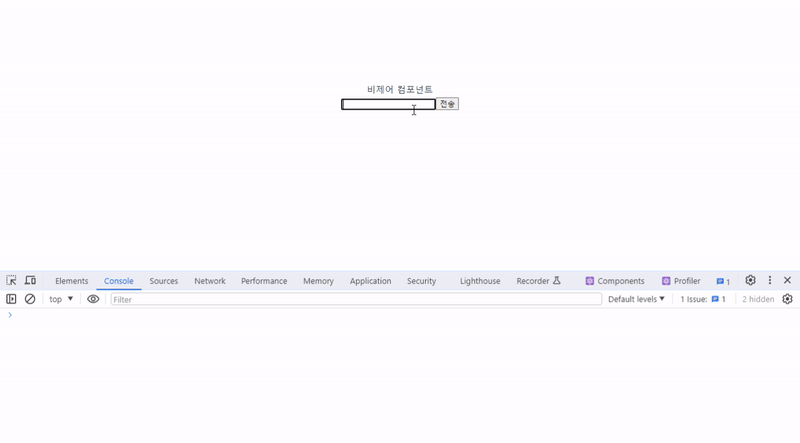 비제어 컴포넌트
전송
Elements Console Sources Network Performance Memory Application Security Lighthouse Recorder Components Profiler 1
top Filter Default levels 1 Issue: 1 2 hidden